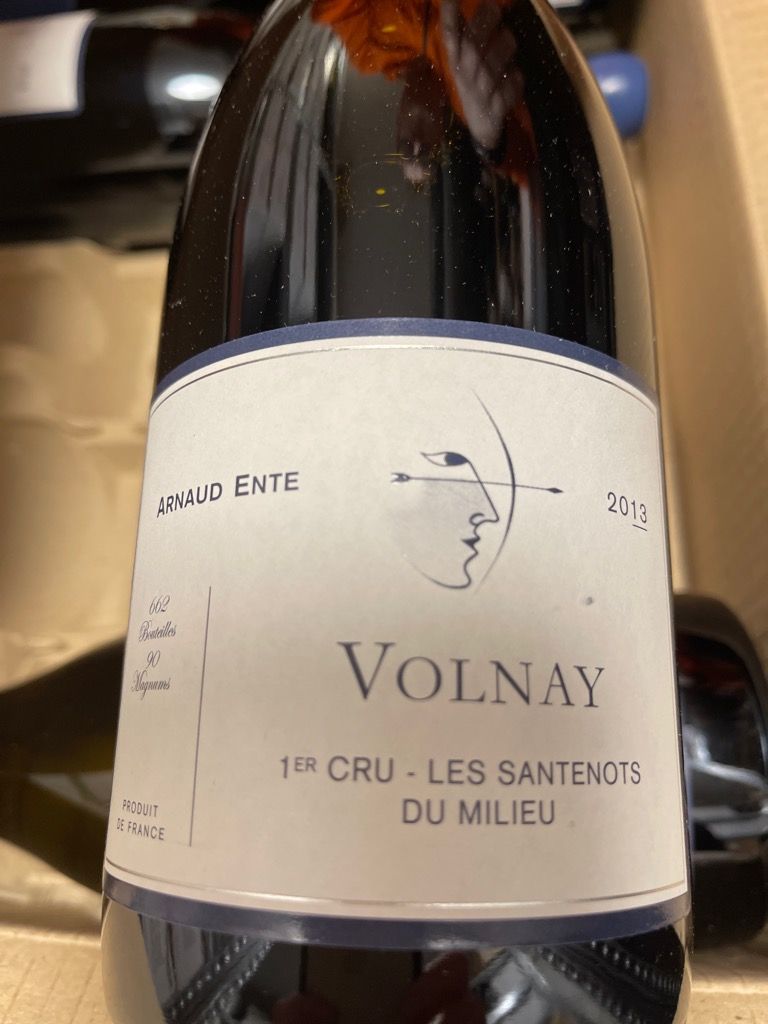 ARNAUD ENTE
2013
662
Bouteilles
90
Magnums
VOLNAY
1ER CRU - LES SANTENOTS
DU MILIEU
PRODUIT
DE FRANCE